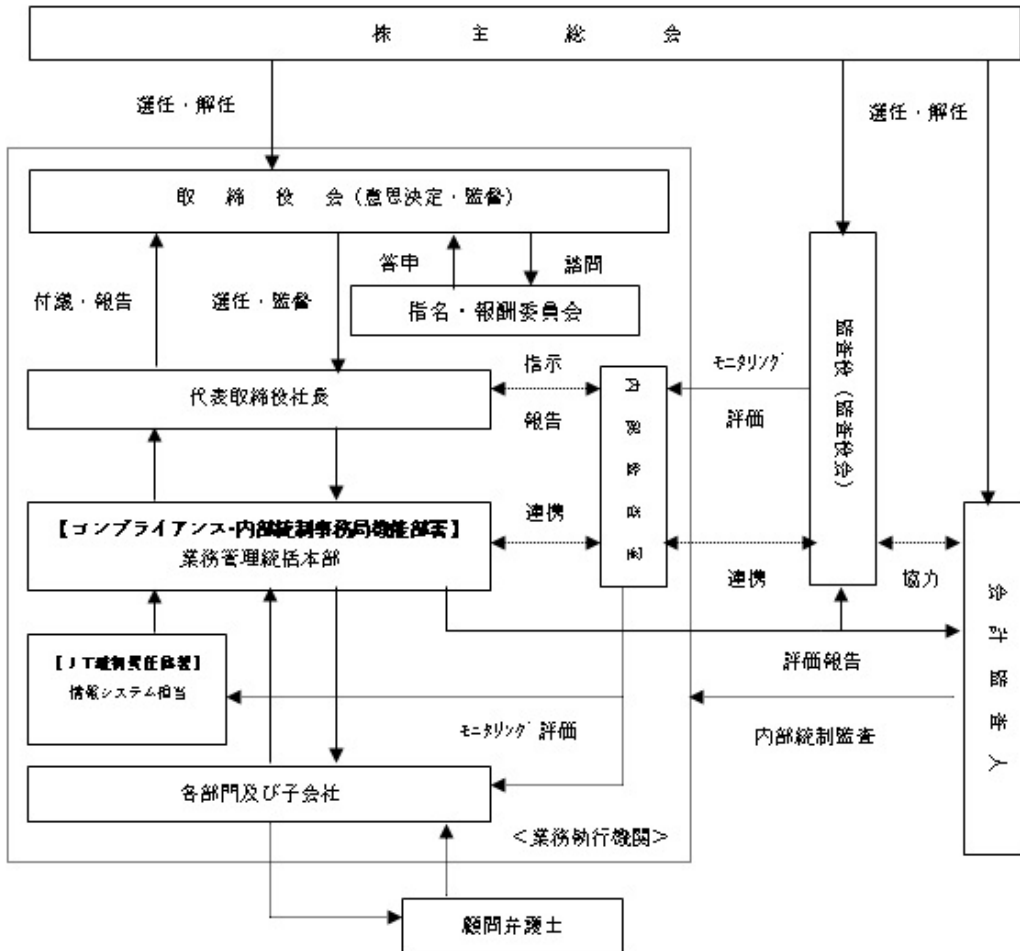 株主総会
選任・解任
選任・解任
取締役会(意思決定・監督)
答申
諮問
付議・報告
選任・監督
指名・報酬委員会
監査役(監査役会)
指示
モニタリング
代表取締役社長
報告
内部監査室
評価
【コンプライアンス・内部統制事務局機能部署】
業務管理統括本部
連携
連携
協力
会計監査人
情報システム担当
評価報告
モニタリング 評価
内部統制監査
各部門及び子会社
<業務執行機関>
顧問弁護士